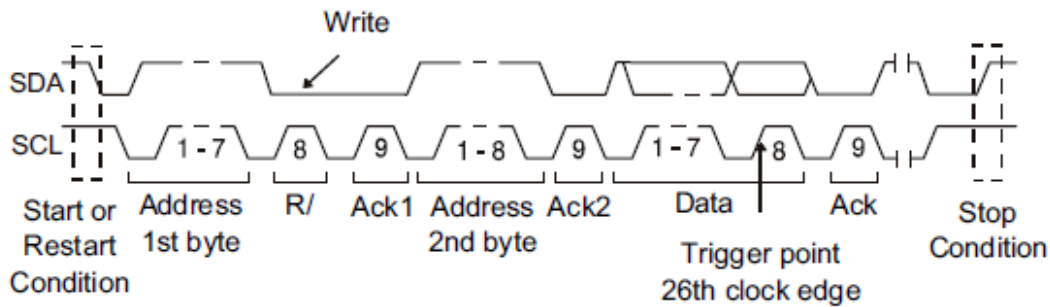 Write
SDA
SCL
1 - 7
8
9
1 - 8
9
1 - 7
8
9
Start or
Restart
Condition
Address
1st byte
R/
Ack1
Address
2nd byte
Ack2
Data
Trigger point
26th clock edge
Ack
Stop
Condition